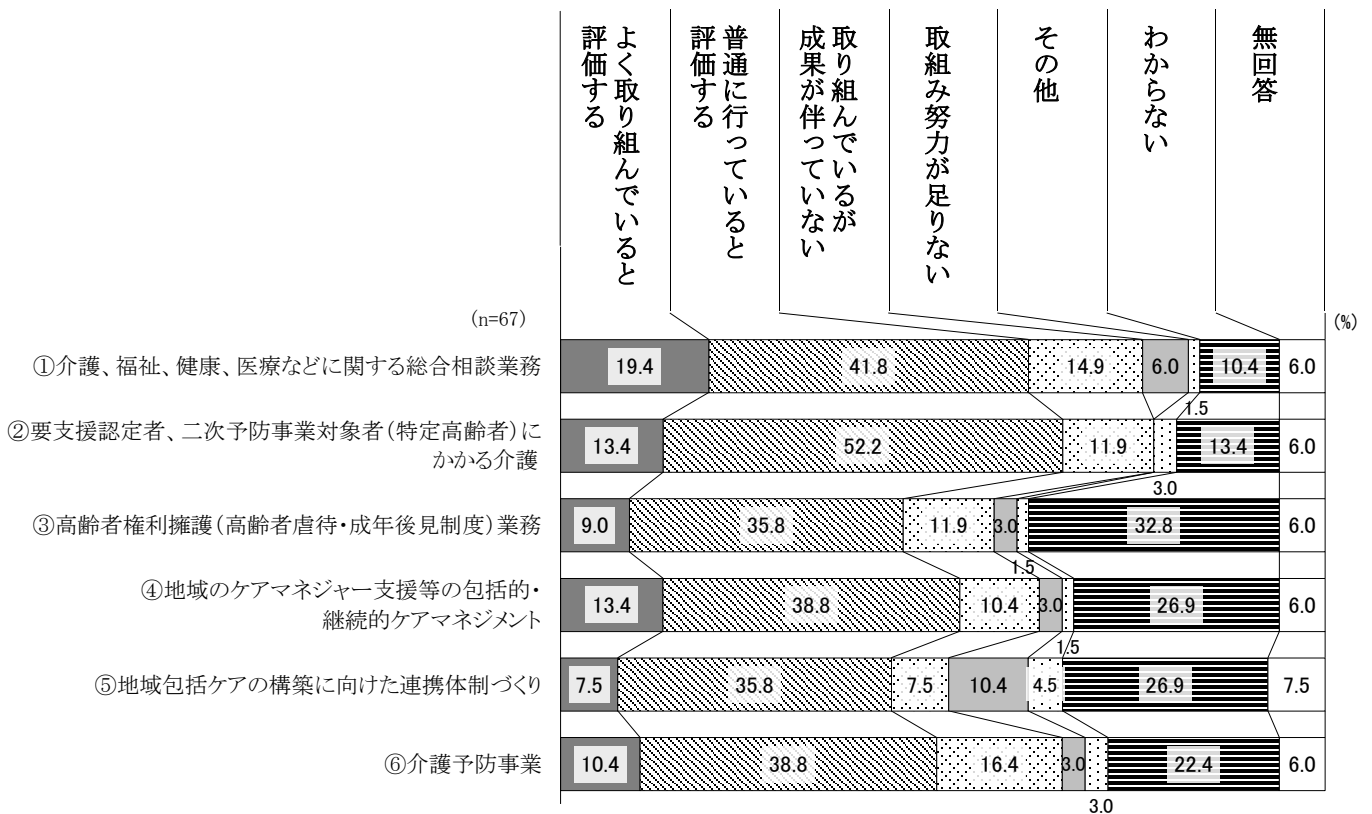 よく取り組んでいると
評価する
普通に行っていると
評価する
取り組んでいるが
成果が伴っていない
取組み努力が足りない
その他
わからない
無回答
(n=67)
(%)
①介護、福祉、健康、医療などに関する総合相談業務
19.4 41.8 14.9 6.0 10.4 6.0
1.5
②要支援認定者、二次予防事業対象者(特定高齢者)に
かかる介護
13.4 52.2 11.9 13.4 6.0
3.0
③高齢者権利擁護(高齢者虐待・成年後見制度)業務
9.0 35.8 11.9 3.0 32.8 6.0
1.5
④地域のケアマネジャー支援等の包括的・
継続的ケアマネジメント
13.4 38.8 10.4 3.0 26.9 6.0
1.5
⑤地域包括ケアの構築に向けた連携体制づくり
7.5 35.8 7.5 10.4 4.5 26.9 7.5
⑥介護予防事業
10.4 38.8 16.4 3.0 22.4 6.0
3.0